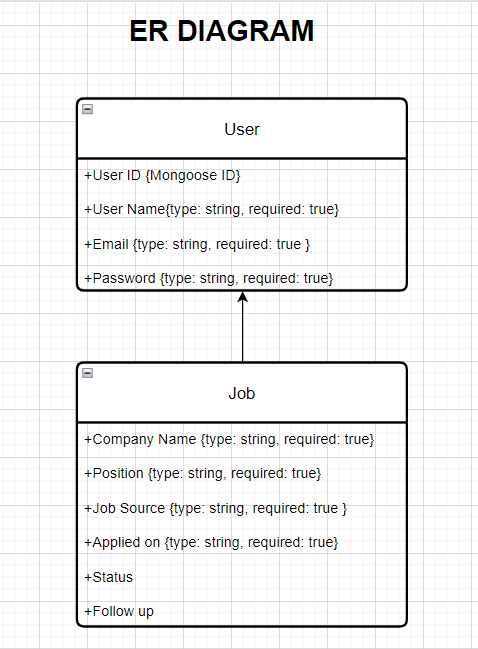 ER DIAGRAM
User
+User ID {Mongoose ID}
+User Name{type: string, required: true}
+Email {type: string, required: true }
+Password {type: string, required: true}
Job
+Company Name {type: string, required: true}
+Position {type: string, required: true}
+Job Source {type: string, required: true }
+Applied on {type: string, required: true}
+Status
+Follow up